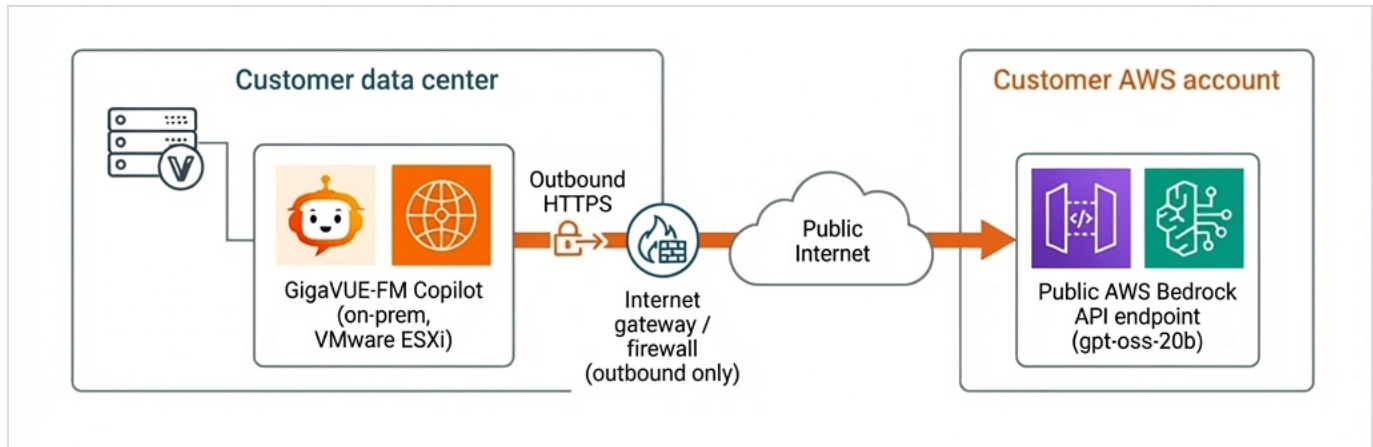 Customer data center
Customer AWS account
V
Outbound
HTTPS
</>
Public
Internet
GigaVUE-FM Copilot
(on-prem,
VMware ESXi)
Internet
gateway /
firewall
(outbound only)
Public AWS Bedrock
API endpoint
(gpt-oss-20b)